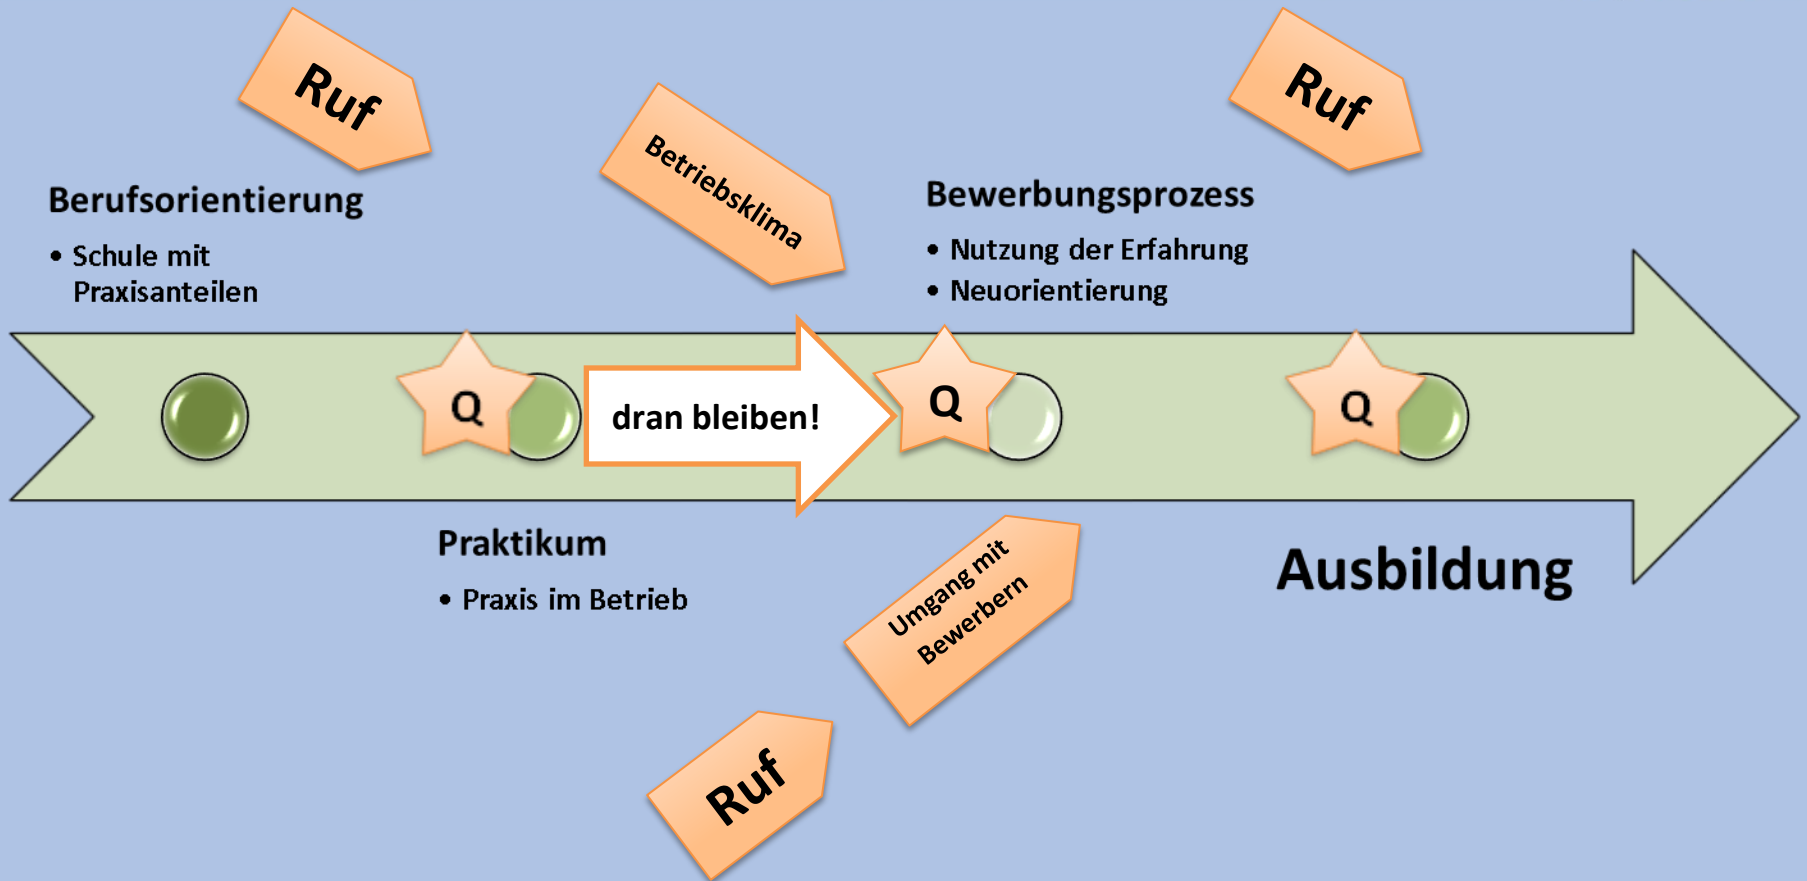 Ruf
Betriebsklima
Ruf
Berufsorientierung
• Schule mit
Praxisanteilen
Bewerbungsprozess
• Nutzung der Erfahrung
• Neuorientierung
Q
dran bleiben!
Q
Q
Praktikum
• Praxis im Betrieb
Umgang mit
Bewerbern
Ausbildung
Ruf